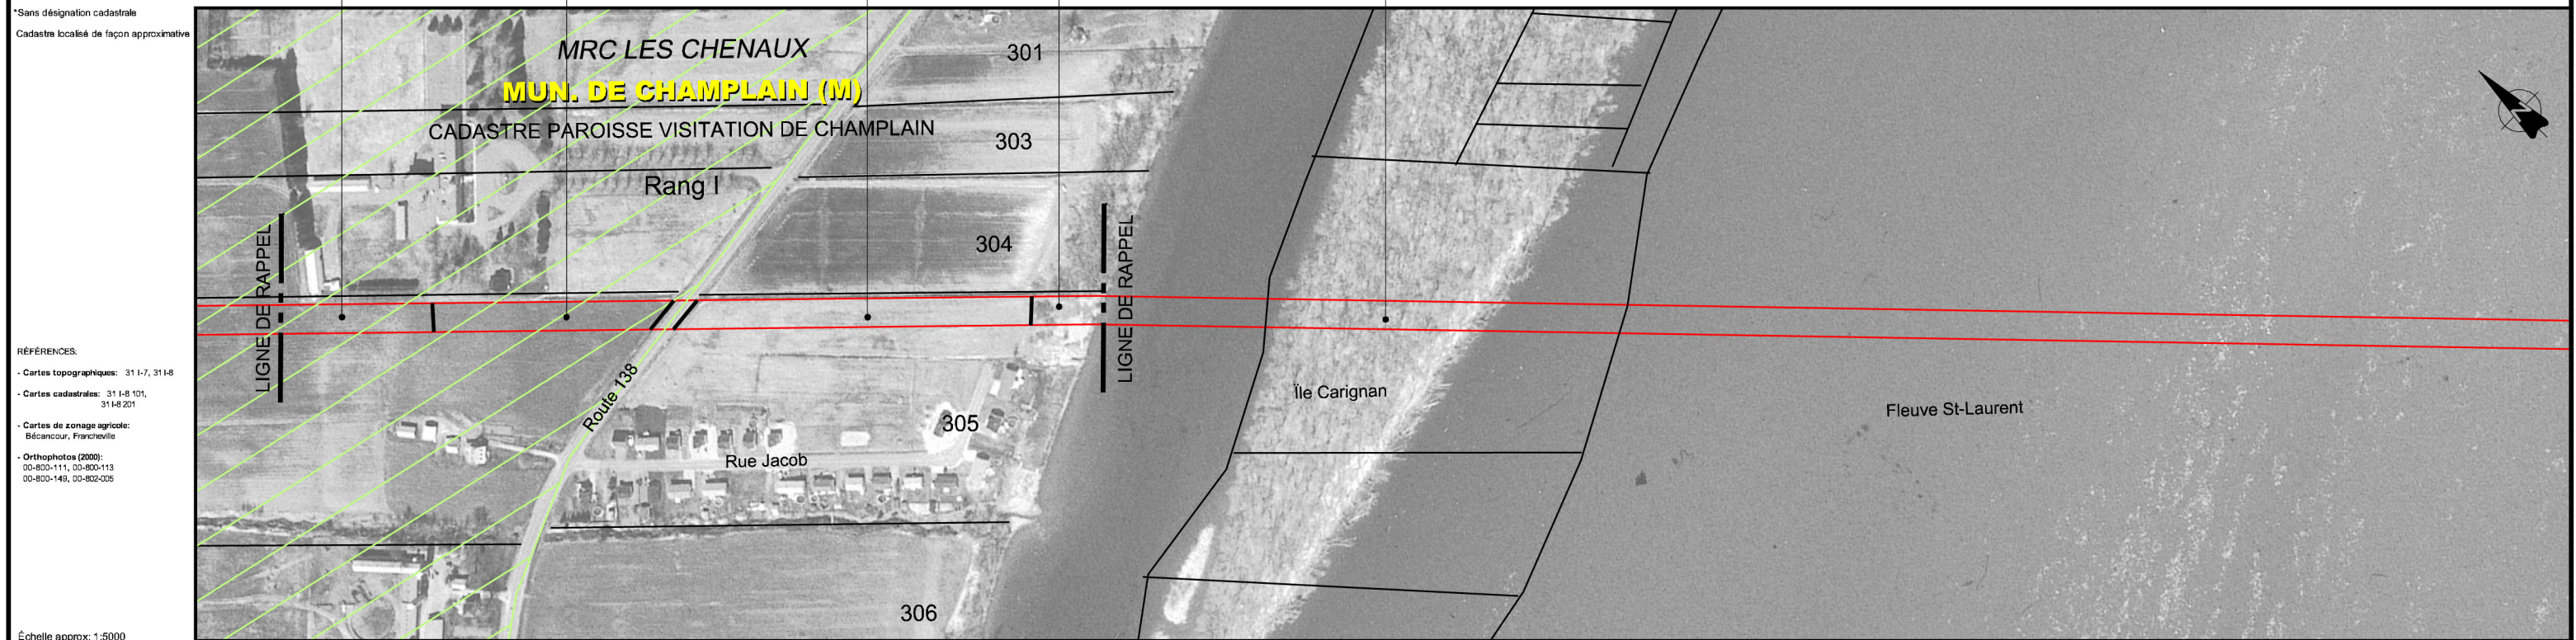 *Sans désignation cadastrale
Cadastre localisé de façon approximative
RÉFÉRENCES:
- Cartes topographiques: 31 I-7, 31 I-8
- Cartes cadastrales: 31 I-8 101,
31 I-8 201
- Cartes de zonage agricole:
Bécancour, Francheville
- Orthophotos (2000):
00-800-111, 00-800-113
00-800-149, 00-802-005
Échelle approx: 1:5000
MRC LES CHENAUX
MUN. DE CHAMPLAIN (M)
CADASTRE PAROISSE VISITATION DE CHAMPLAIN
Rang I
301
303
304
LIGNE DE RAPPEL
LIGNE DE RAPPEL
Route 138
305
Rue Jacob
306
Île Carignan
Fleuve St-Laurent